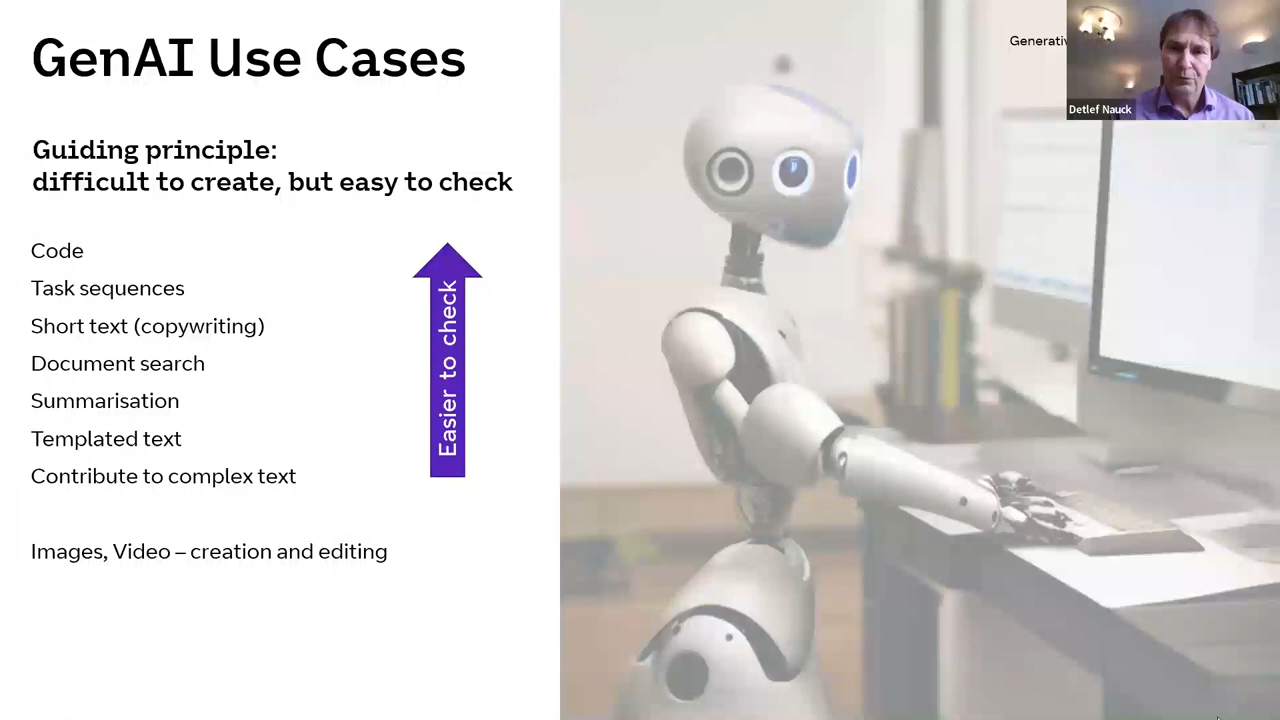 GenAI Use Cases
Guiding principle:
difficult to create, but easy to check
Code
Task sequences
Short text (copywriting)
Document search
Summarisation
Templated text
Contribute to complex text
Images, Video – creation and editing
Easier to check
Detlef Nauck